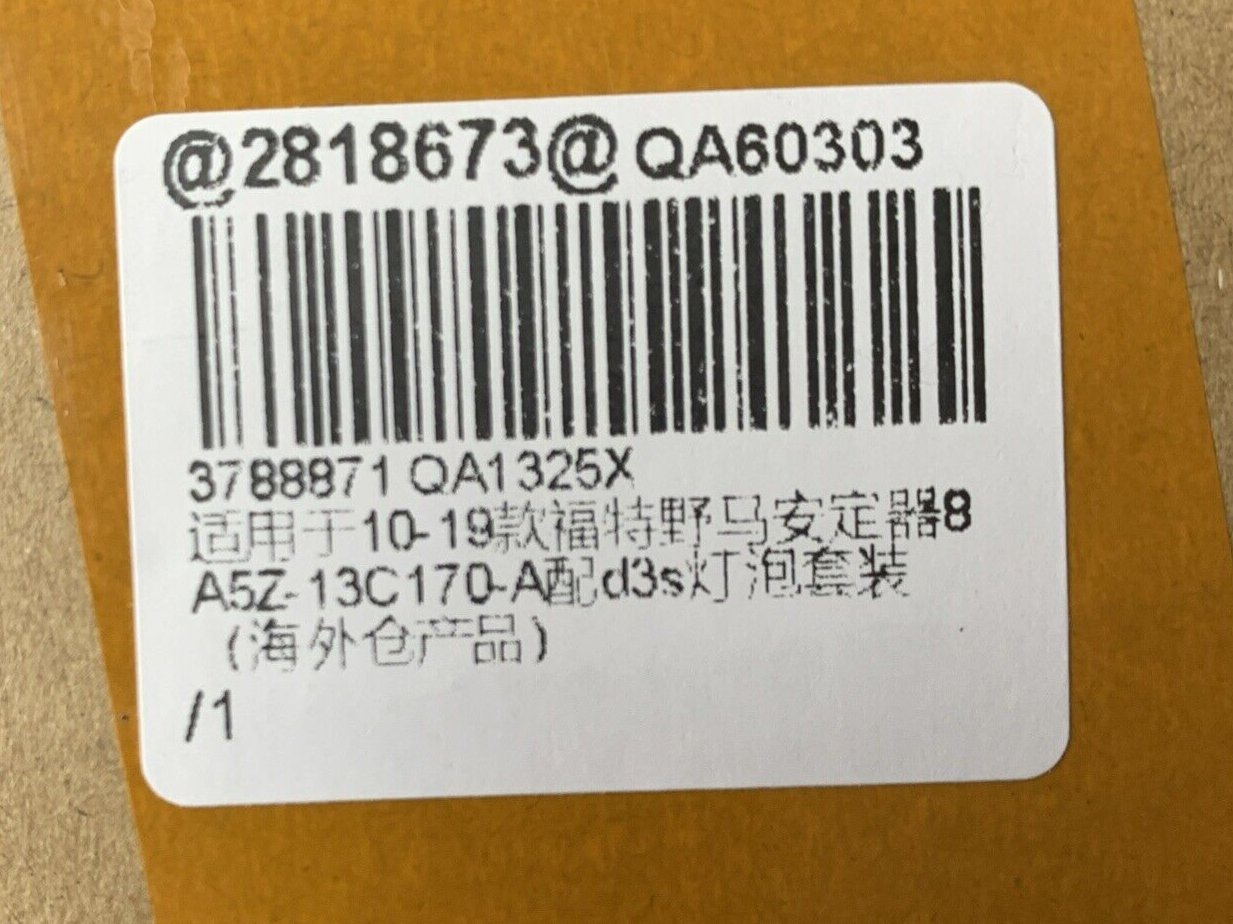 @2818673@ QA60303
3788871 QA1325X
适用于10-19款福特野马安定器8
A5Z-13C170-A配d3s灯泡套装
（海外仓产品）
/1